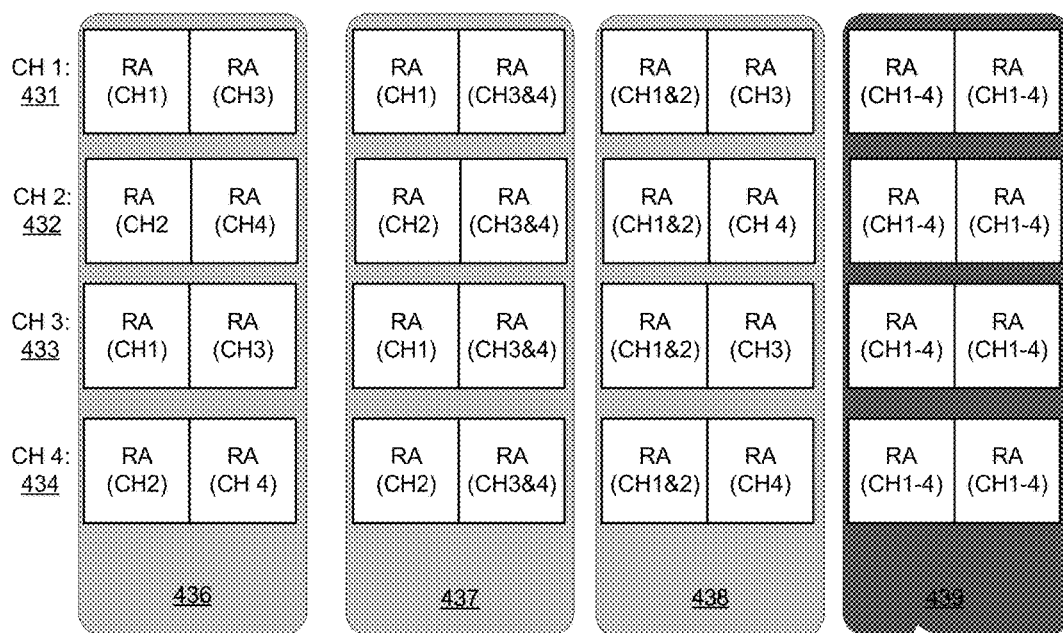 CH 1: RA RA RA RA RA RA RA RA
431 (CH1) (CH3) (CH1) (CH3&4) (CH1&2) (CH3) (CH1-4) (CH1-4)
CH 2: RA RA RA RA RA RA RA RA
432 (CH2 (CH4) (CH2) (CH3&4) (CH1&2) (CH 4) (CH1-4) (CH1-4)
CH 3: RA RA RA RA RA RA RA RA
433 (CH1) (CH3) (CH1) (CH3&4) (CH1&2) (CH3) (CH1-4) (CH1-4)
CH 4: RA RA RA RA RA RA RA RA
434 (CH2) (CH 4) (CH2) (CH3&4) (CH1&2) (CH4) (CH1-4) (CH1-4)
436 437 438 439